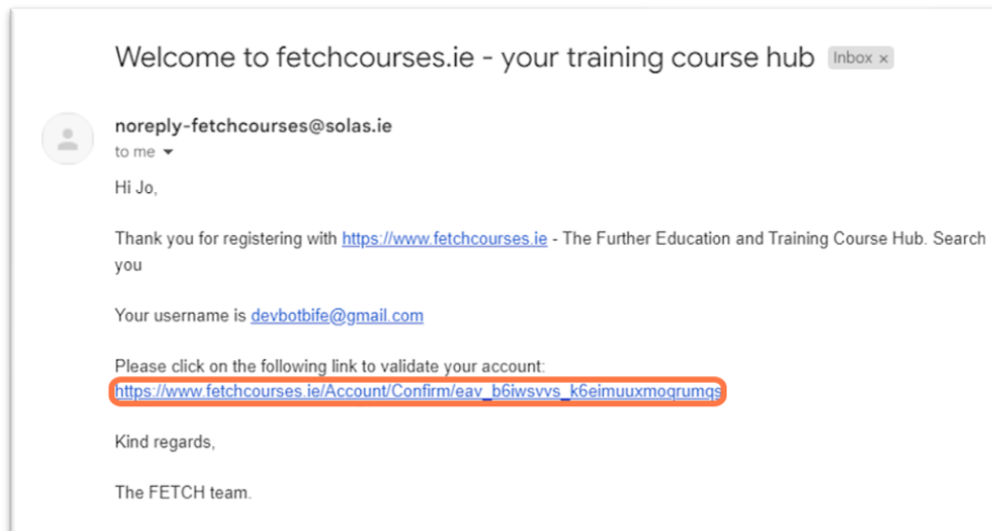 Welcome to fetchcourses.ie - your training course hub Inbox ×
noreply-fetchcourses@solas.ie
to me
Hi Jo,
Thank you for registering with https://www.fetchcourses.ie - The Further Education and Training Course Hub. Search
you
Your username is devbotbife@gmail.com
Please click on the following link to validate your account:
https://www.fetchcourses.ie/Account/Confirm/eav_b6iwsvvs_k6eimuuxmoqrumqs
Kind regards,
The FETCH team.